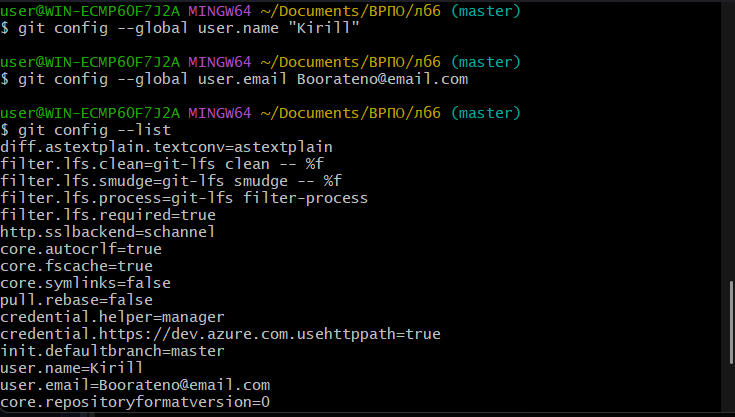 user@WIN-ECMP6OF7J2A MINGW64 ~/Documents/ВРПО/лб6 (master)
$ git config --global user.name "Kirill"
user@WIN-ECMP6OF7J2A MINGW64 ~/Documents/ВРПО/лб6 (master)
$ git config --global user.email Boorateno@email.com
user@WIN-ECMP6OF7J2A MINGW64 ~/Documents/ВРПО/лб6 (master)
$ git config --list
diff.astextplain.textconv=astextplain
filter.lfs.clean=git-lfs clean -- %f
filter.lfs.smudge=git-lfs smudge -- %f
filter.lfs.process=git-lfs filter-process
filter.lfs.required=true
http.sslbackend=schannel
core.autocrlf=true
core.fscache=true
core.symlinks=false
pull.rebase=false
credential.helper=manager
credential.https://dev.azure.com.usehttppath=true
init.defaultbranch=master
user.name=Kirill
user.email=Boorateno@email.com
core.repositoryformatversion=0